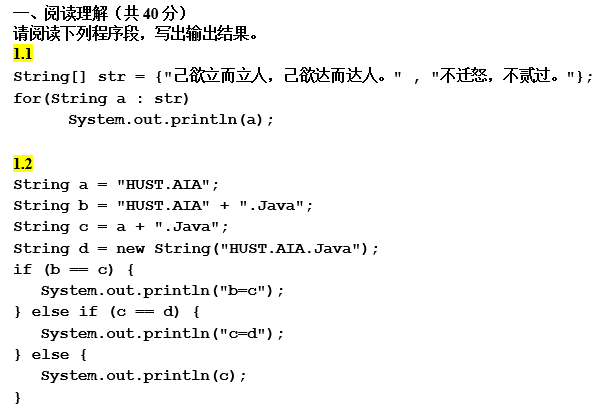 一、阅读理解（共 40 分）
请阅读下列程序段，写出输出结果。
1.1
String[] str = {"己欲立而立人，己欲达而达人。" , "不迁怒，不贰过。"};
for(String a : str)
System.out.println(a);
1.2
String a = "HUST.AIA";
String b = "HUST.AIA" + ".Java";
String c = a + ".Java";
String d = new String("HUST.AIA.Java");
if (b == c) {
System.out.println("b=c");
} else if (c == d) {
System.out.println("c=d");
} else {
System.out.println(c);
}